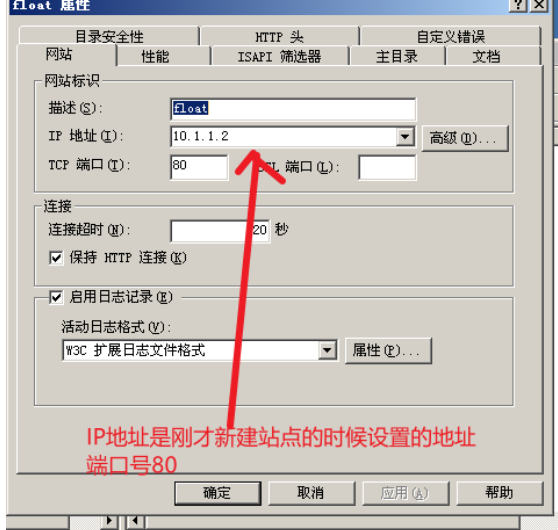 float 属性
目录安全性 HTTP 头 自定义错误
网站 性能 ISAPI 筛选器 主目录 文档
网站标识
描述(S): float
IP 地址(I): 10.1.1.2 高级(D)...
TCP 端口(T): 80 SSL 端口(L):
连接
连接超时(N): 20 秒
保持 HTTP 连接(K)
启用日志记录(E)
活动日志格式(V):
W3C 扩展日志文件格式 属性(P)...
IP地址是刚才新建站点的时候设置的地址
端口号80
确定 取消 应用(A) 帮助